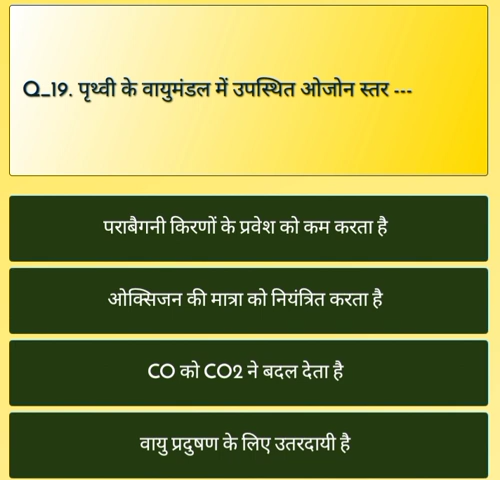 Q_19. पृथ्वी के वायुमंडल में उपस्थित ओजोन स्तर ---
पराबैगनी किरणों के प्रवेश को कम करता है
ओक्सिजन की मात्रा को नियंत्रित करता है
CO को CO2 ने बदल देता है
वायु प्रदुषण के लिए उतरदायी है